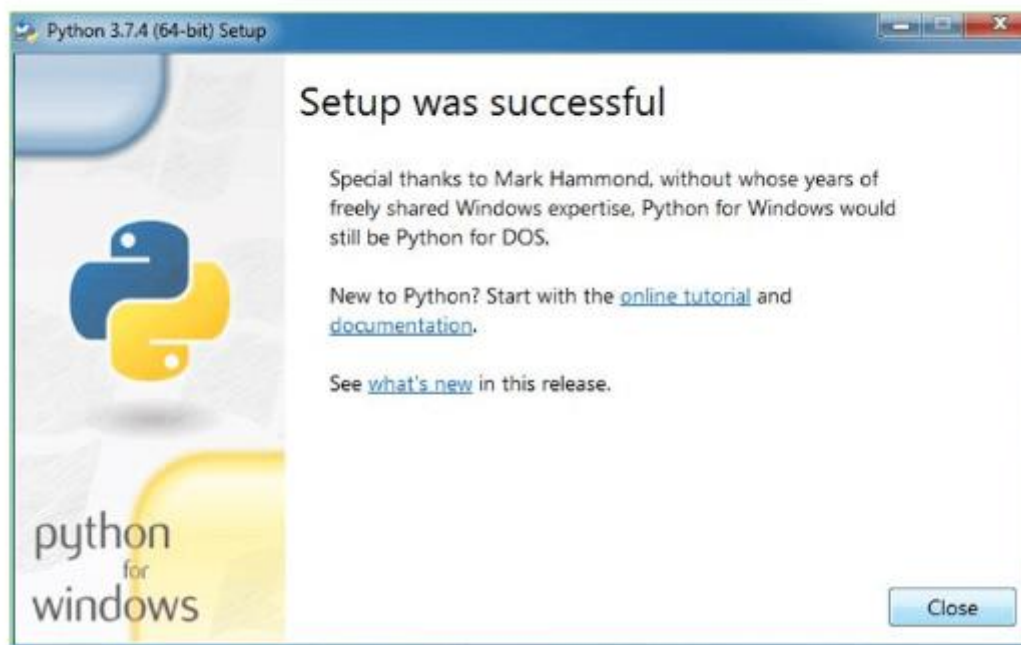 Python 3.7.4 (64-bit) Setup
Setup was successful
Special thanks to Mark Hammond, without whose years of
freely shared Windows expertise, Python for Windows would
still be Python for DOS.
New to Python? Start with the online tutorial and
documentation.
See what's new in this release.
python
for
windows
Close